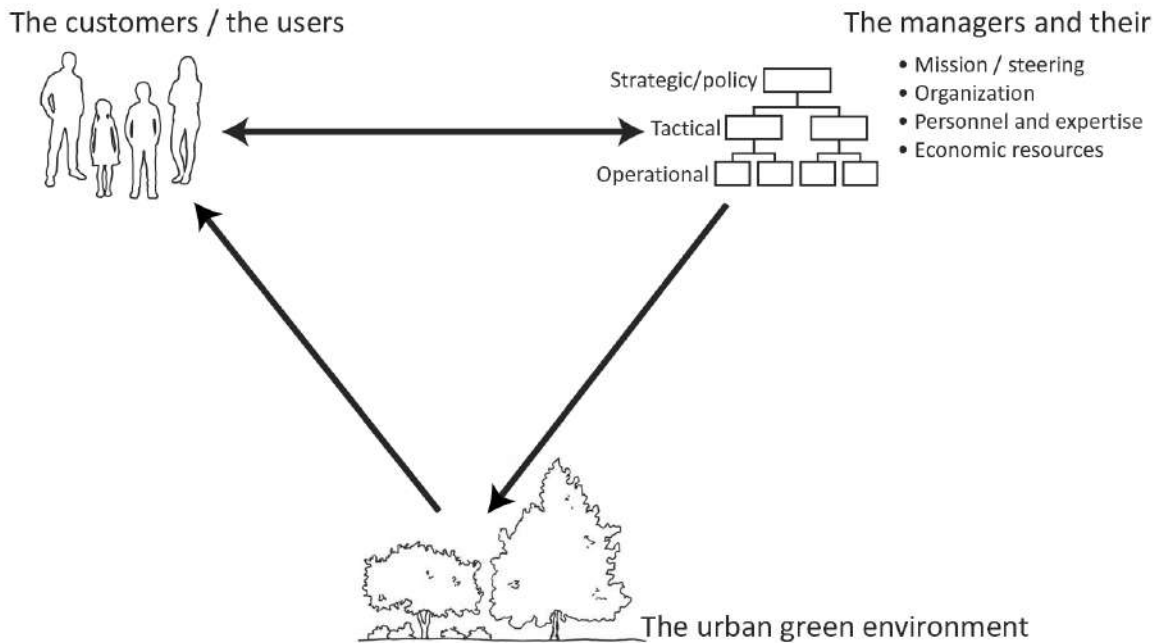 The customers / the users
The managers and their
• Mission / steering
• Organization
• Personnel and expertise
• Economic resources
Strategic/policy
Tactical
Operational
The urban green environment